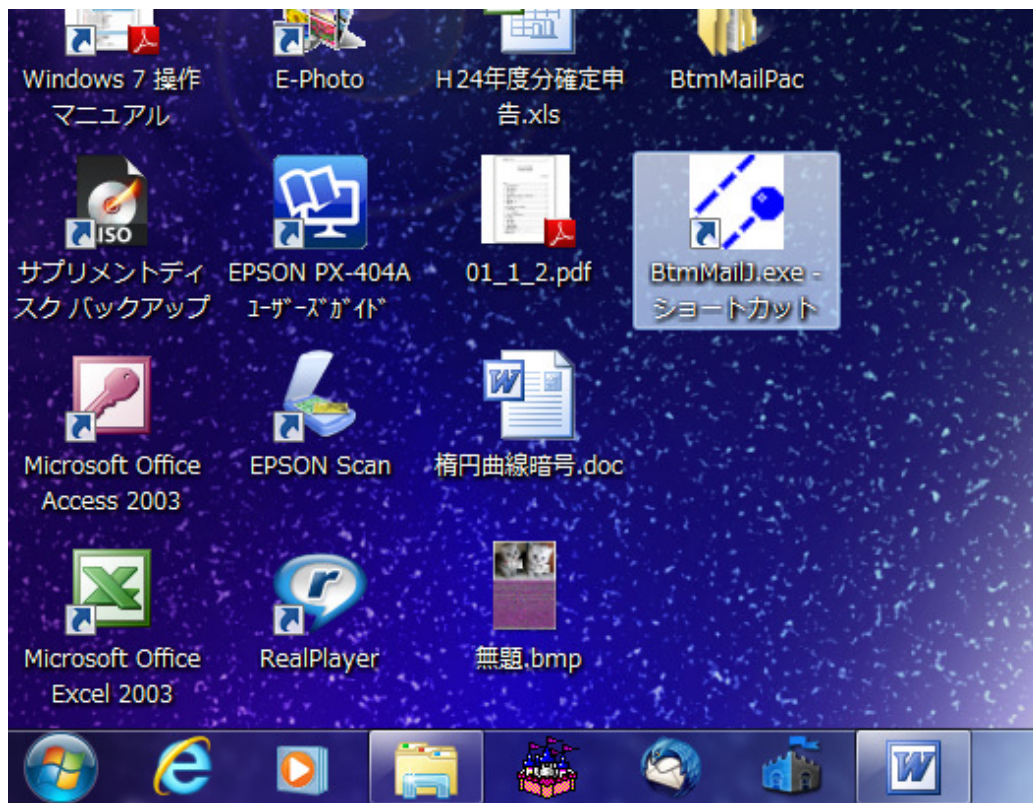 Windows 7 操作
マニュアル
E-Photo
Ｈ24年度分確定申
告.xls
BtmMailPac
ISO
サプリメントディ
スク バックアップ
EPSON PX-404A
ﾕｰｻﾞｰｽﾞｶﾞｲﾄﾞ
01_1_2.pdf
BtmMailJ.exe -
ショートカット
Microsoft Office
Access 2003
EPSON Scan
楕円曲線暗号.doc
Microsoft Office
Excel 2003
RealPlayer
無題.bmp